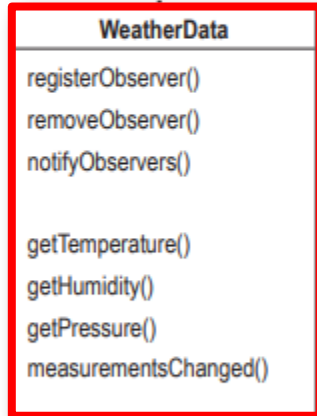 WeatherData
registerObserver()
removeObserver()
notifyObservers()
getTemperature()
getHumidity()
getPressure()
measurementsChanged()